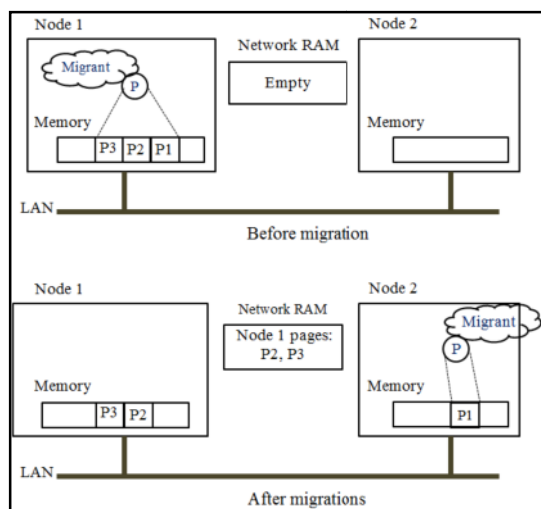 Node 1
Network RAM
Node 2
Migrant
P
Empty
Memory
P3 P2 P1
Memory
LAN
Before migration
Node 1
Network RAM
Node 2
Node 1 pages:
P2, P3
Migrant
P
Memory
P3 P2
Memory
P1
LAN
After migrations